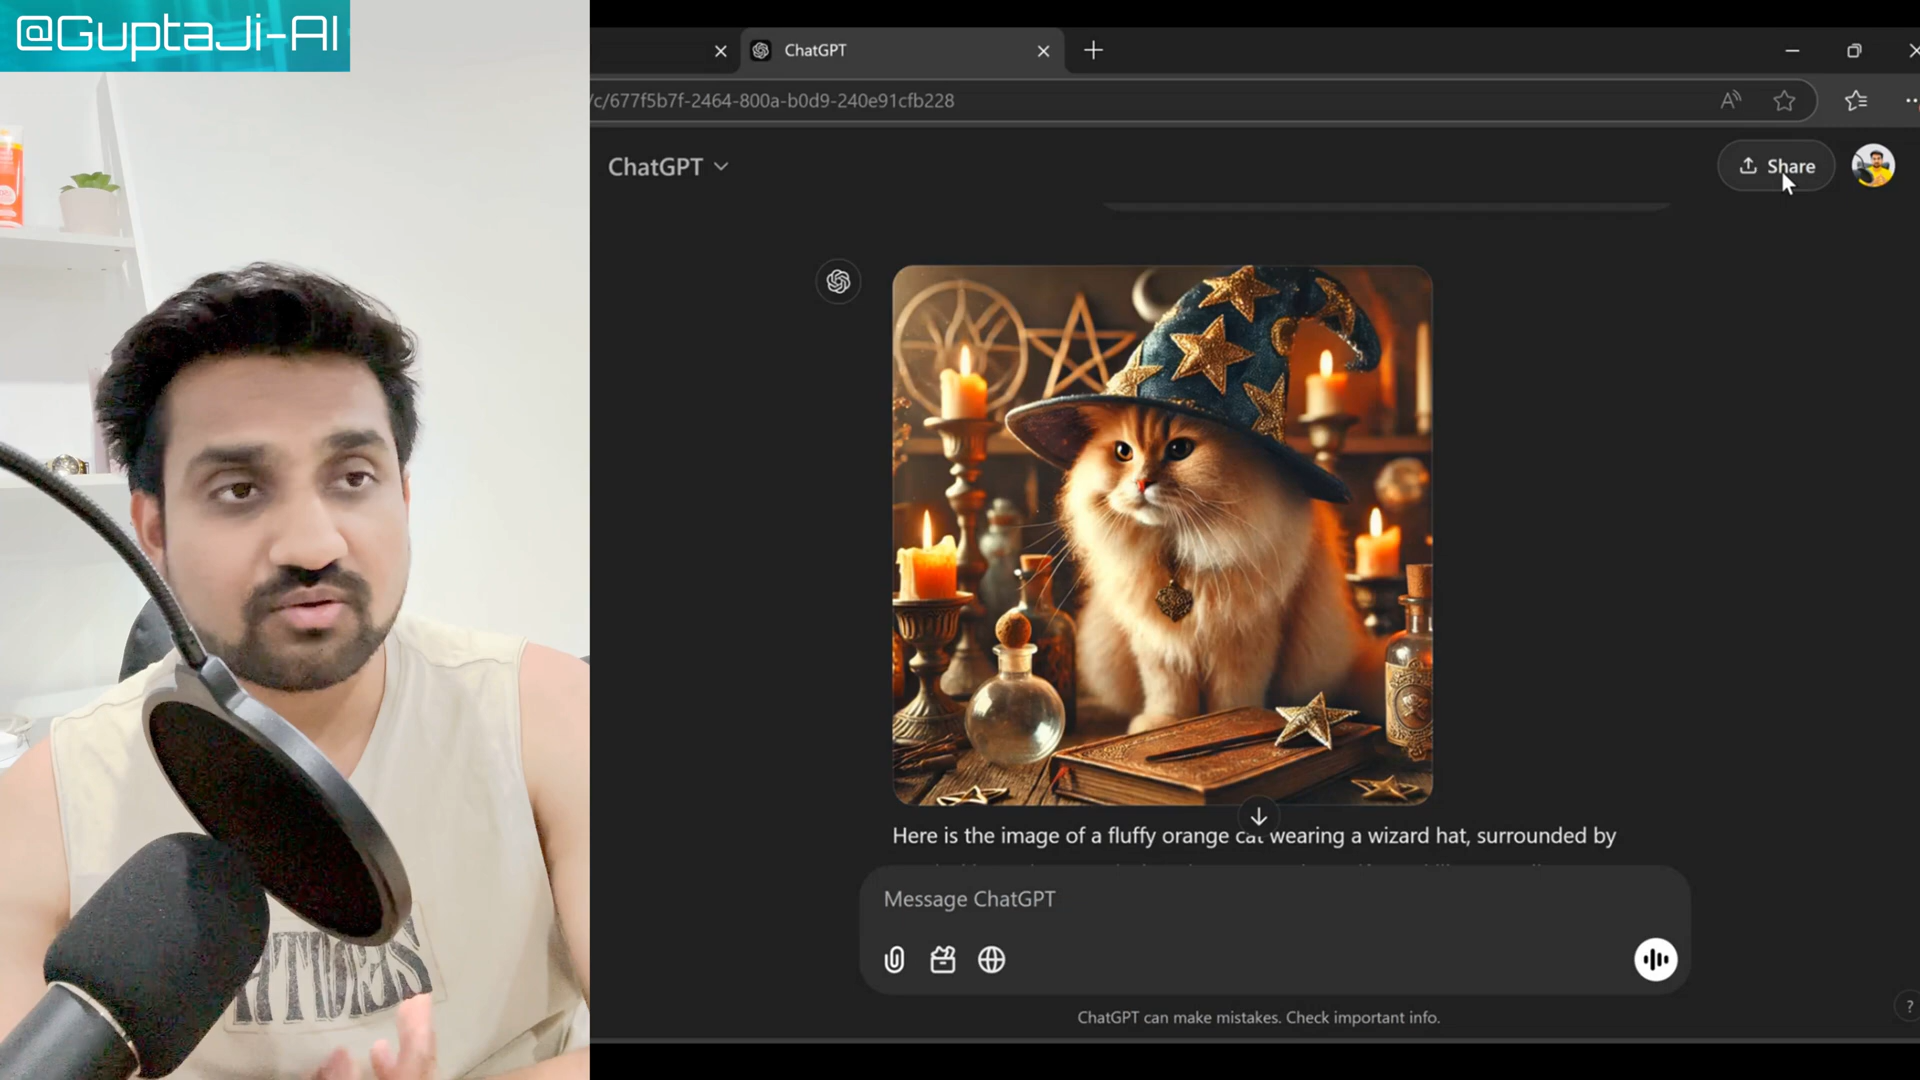 @GuptaJi-AI
ChatGPT
/c/677f5b7f-2464-800a-b0d9-240e91cfb228
ChatGPT
Share
Here is the image of a fluffy orange cat wearing a wizard hat, surrounded by
Message ChatGPT
ChatGPT can make mistakes. Check important info.
?